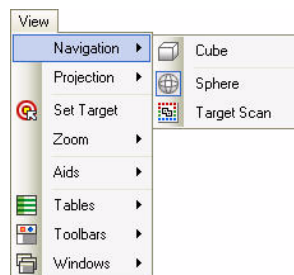 View
Navigation
Projection
Set Target
Zoom
Aids
Tables
Toolbars
Windows
Cube
Sphere
Target Scan